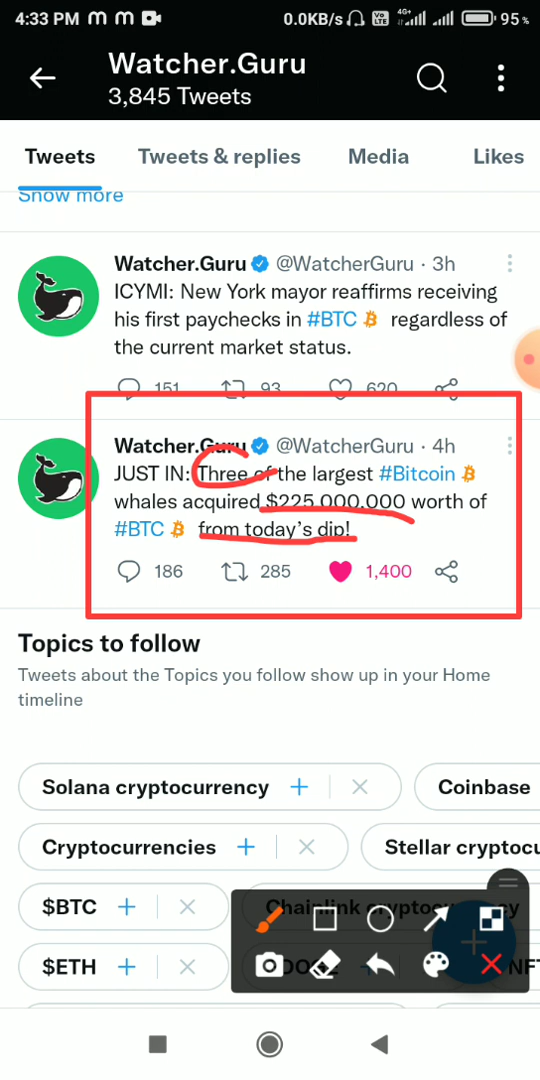 4:33 PM 0.0KB/s Vo LTE 4G+ 95%
Watcher.Guru
3,845 Tweets
Tweets Tweets & replies Media Likes
Show more
Watcher.Guru @WatcherGuru · 3h
ICYMI: New York mayor reaffirms receiving
his first paychecks in #BTC regardless of
the current market status.
151 93 620
Watcher.Guru @WatcherGuru · 4h
JUST IN: Three of the largest #Bitcoin
whales acquired $225,000,000 worth of
#BTC from today's dip!
186 285 1,400
Topics to follow
Tweets about the Topics you follow show up in your Home
timeline
Solana cryptocurrency Coinbase
Cryptocurrencies Stellar cryptocu
$BTC Chainlink cryptocurrency
$ETH NFT